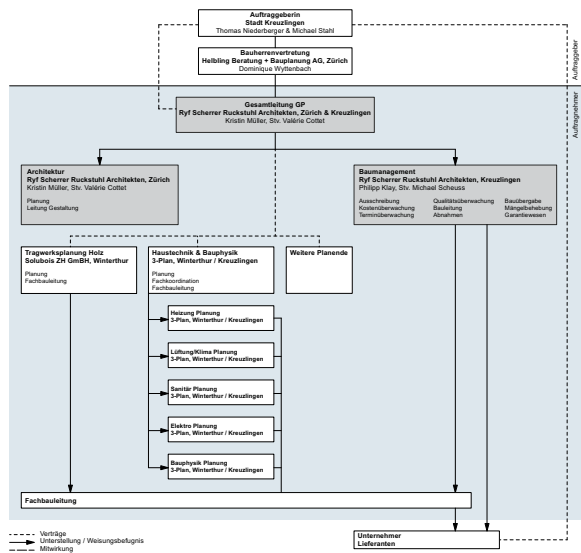 Auftraggeberin
Stadt Kreuzlingen
Thomas Niederberger & Michael Stahl
Bauherrenvertretung
Helbling Beratung + Bauplanung AG, Zürich
Dominique Wyttenbach
Auftraggeber
Auftragnehmer
Gesamtleitung GP
Ryf Scherrer Ruckstuhl Architekten, Zürich & Kreuzlingen
Kristin Müller, Stv. Valérie Cottet
Architektur
Ryf Scherrer Ruckstuhl Architekten, Zürich
Kristin Müller, Stv. Valérie Cottet
Planung
Leitung Gestaltung
Baumanagement
Ryf Scherrer Ruckstuhl Architekten, Kreuzlingen
Philipp Klay, Stv. Michael Scheuss
Ausschreibung Qualitätsüberwachung Bauübergabe
Kostenüberwachung Bauleitung Mängelbehebung
Terminüberwachung Abnahmen Garantiewesen
Tragwerksplanung Holz
Solubois ZH GmBH, Winterthur
Planung
Fachbauleitung
Haustechnik & Bauphysik
3-Plan, Winterthur / Kreuzlingen
Planung
Fachkoordination
Fachbauleitung
Weitere Planende
Heizung Planung
3-Plan, Winterthur / Kreuzlingen
Lüftung/Klima Planung
3-Plan, Winterthur / Kreuzlingen
Sanitär Planung
3-Plan, Winterthur / Kreuzlingen
Elektro Planung
3-Plan, Winterthur / Kreuzlingen
Bauphysik Planung
3-Plan, Winterthur / Kreuzlingen
Fachbauleitung
Unternehmer
Lieferanten
Verträge
Unterstellung / Weisungsbefugnis
Mitwirkung